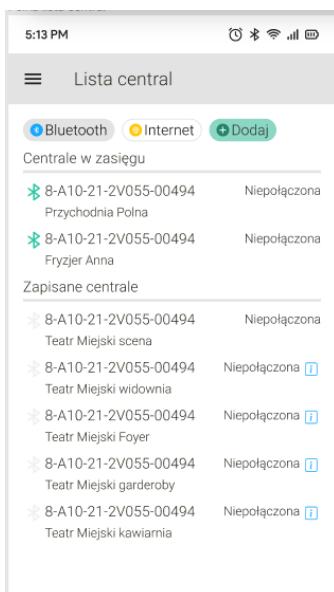 5:13 PM
Lista central
Bluetooth Internet Dodaj
Centrale w zasięgu
8-A10-21-2V055-00494 Niepołączona
Przychodnia Polna
8-A10-21-2V055-00494 Niepołączona
Fryzjer Anna
Zapisane centrale
8-A10-21-2V055-00494 Niepołączona
Teatr Miejski scena
8-A10-21-2V055-00494 Niepołączona i
Teatr Miejski widownia
8-A10-21-2V055-00494 Niepołączona i
Teatr Miejski Foyer
8-A10-21-2V055-00494 Niepołączona i
Teatr Miejski garderoby
8-A10-21-2V055-00494 Niepołączona i
Teatr Miejski kawiarnia